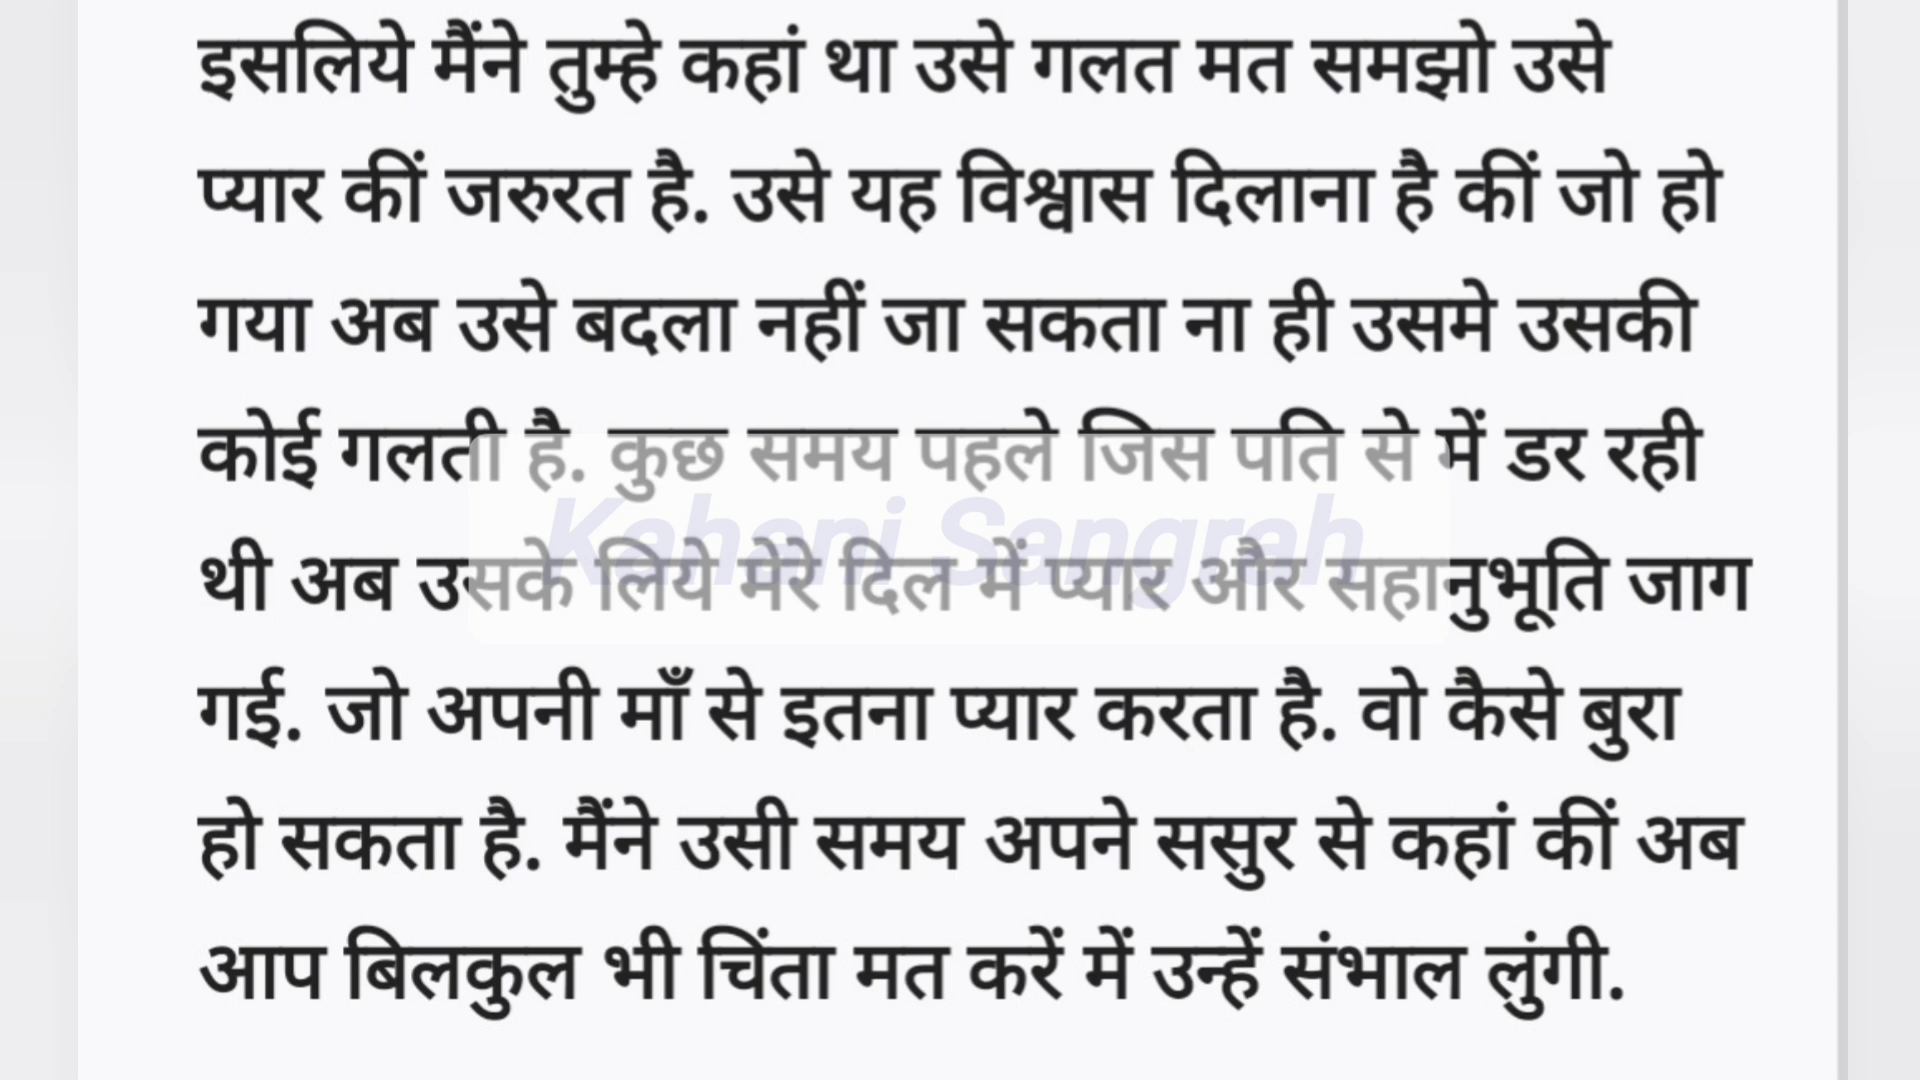 इसलिये मैंने तुम्हे कहां था उसे गलत मत समझो उसे
प्यार कीं जरुरत है. उसे यह विश्वास दिलाना है कीं जो हो
गया अब उसे बदला नहीं जा सकता ना ही उसमे उसकी
कोई गलती है. कुछ समय पहले जिस पति से में डर रही
Kahani Sangrah
थी अब उसके लिये मेरे दिल में प्यार और सहानुभूति जाग
गई. जो अपनी माँ से इतना प्यार करता है. वो कैसे बुरा
हो सकता है. मैंने उसी समय अपने ससुर से कहां कीं अब
आप बिलकुल भी चिंता मत करें में उन्हें संभाल लुंगी.